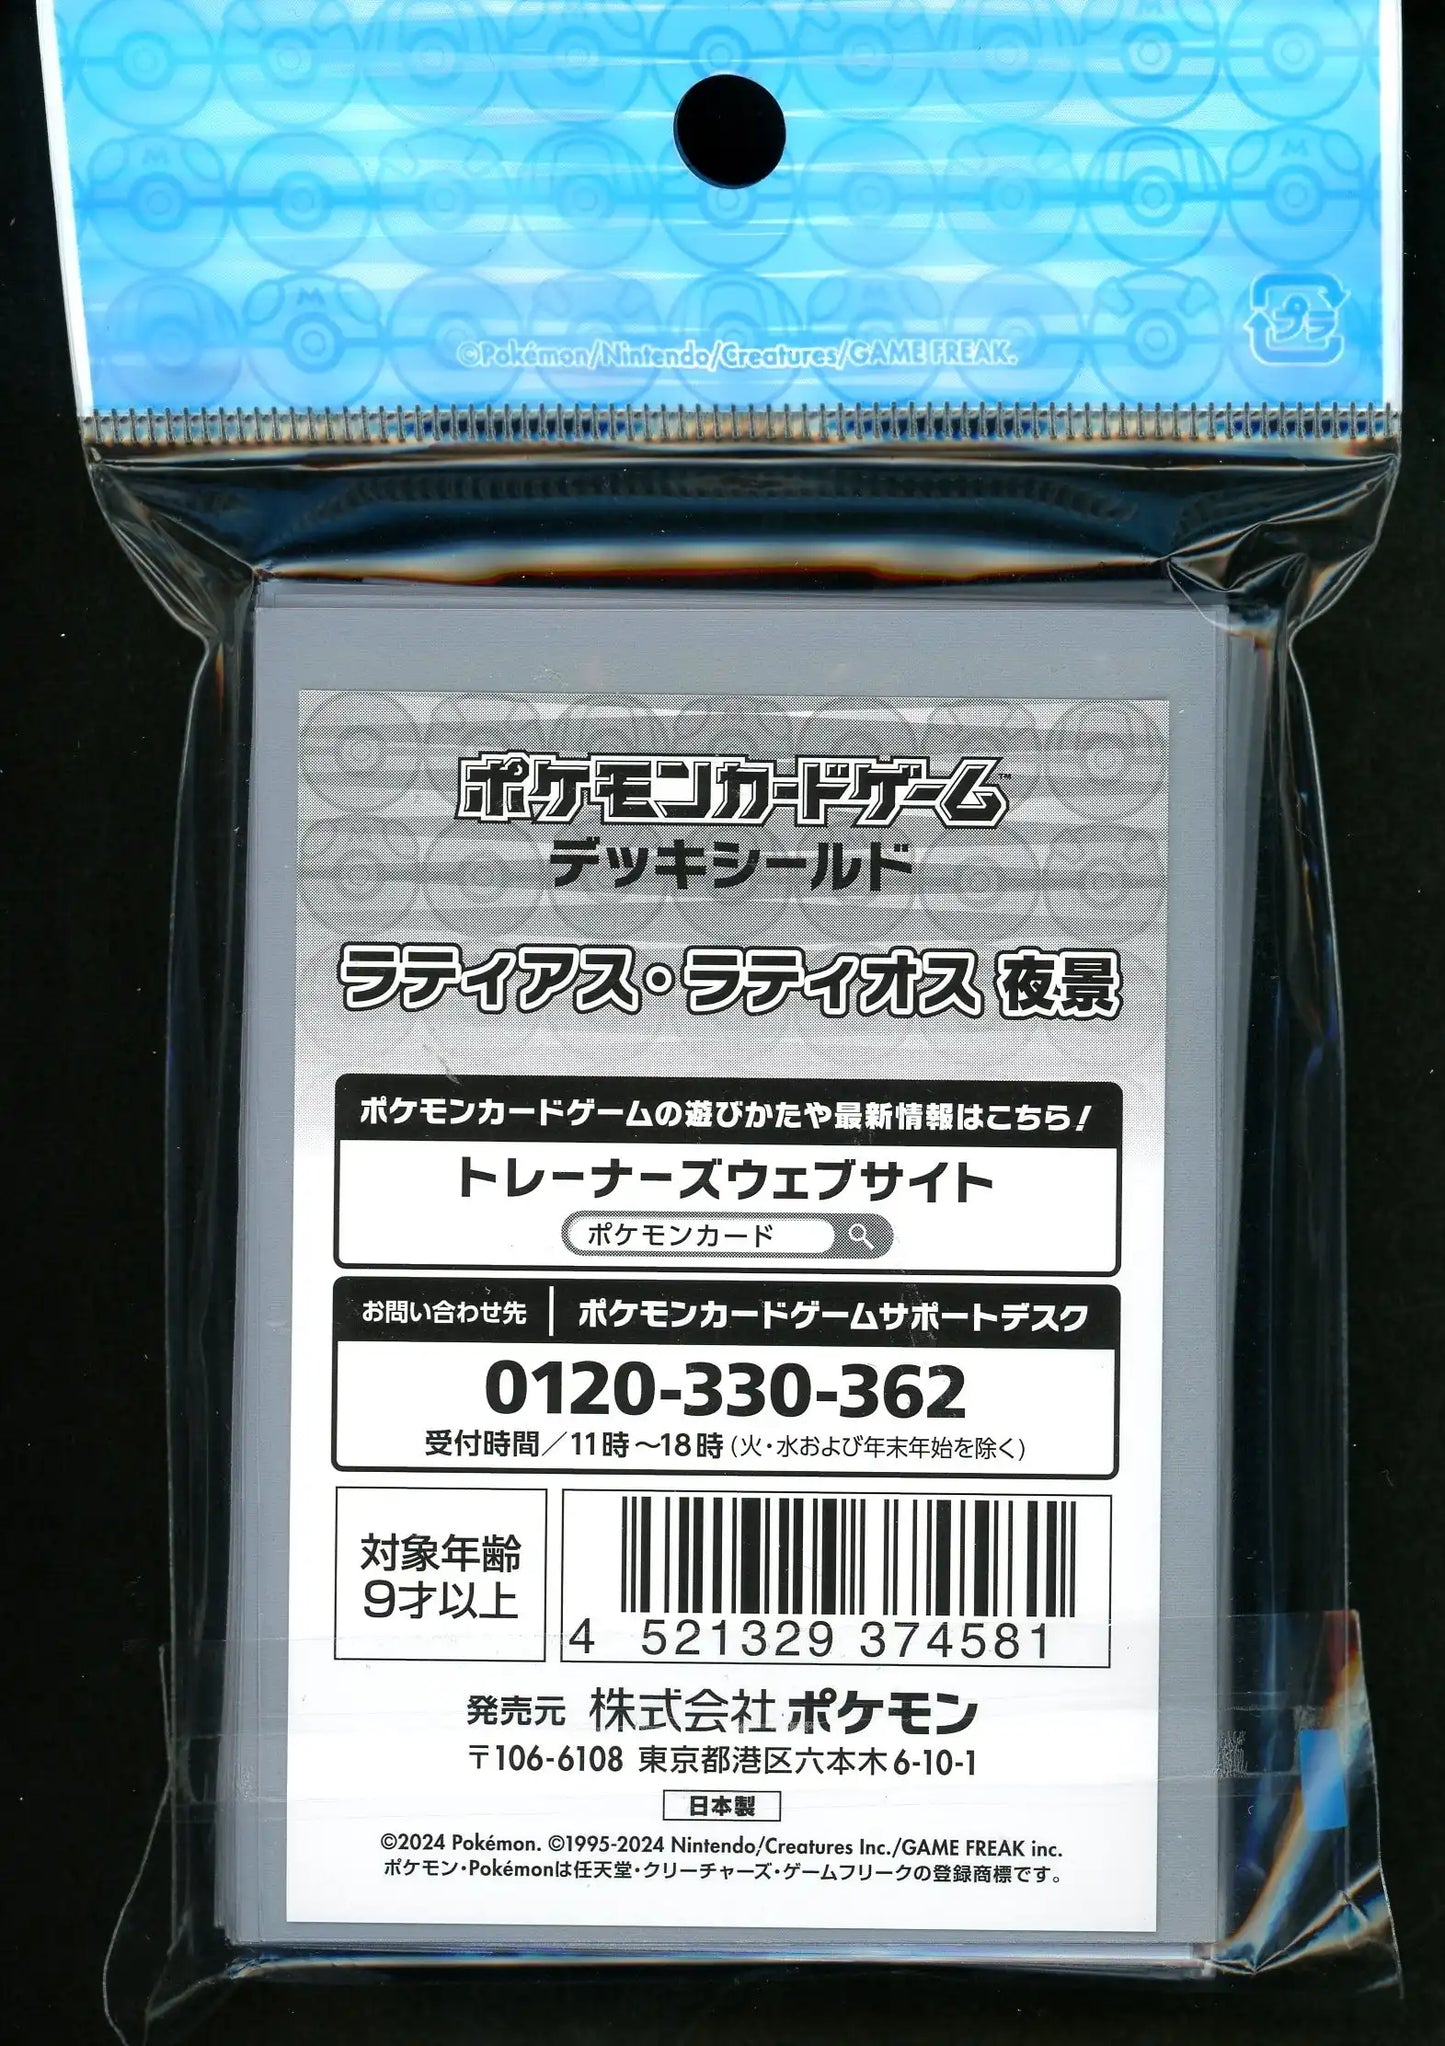 ©Pokémon/Nintendo/Creatures/GAME FREAK.
プラ
ポケモンカードゲーム™
デッキシールド
ラティアス・ラティオス 夜景
ポケモンカードゲームの遊びかたや最新情報はこちら!
トレーナーズウェブサイト
ポケモンカード
お問い合わせ先 | ポケモンカードゲームサポートデスク
0120-330-362
受付時間／11時～18時(火・水および年末年始を除く)
対象年齢
9才以上
4 521329 374581
発売元 株式会社ポケモン
〒106-6108 東京都港区六本木6-10-1
日本製
©2024 Pokémon. ©1995-2024 Nintendo/Creatures Inc./GAME FREAK inc.
ポケモン・Pokémonは任天堂・クリーチャーズ・ゲームフリークの登録商標です。